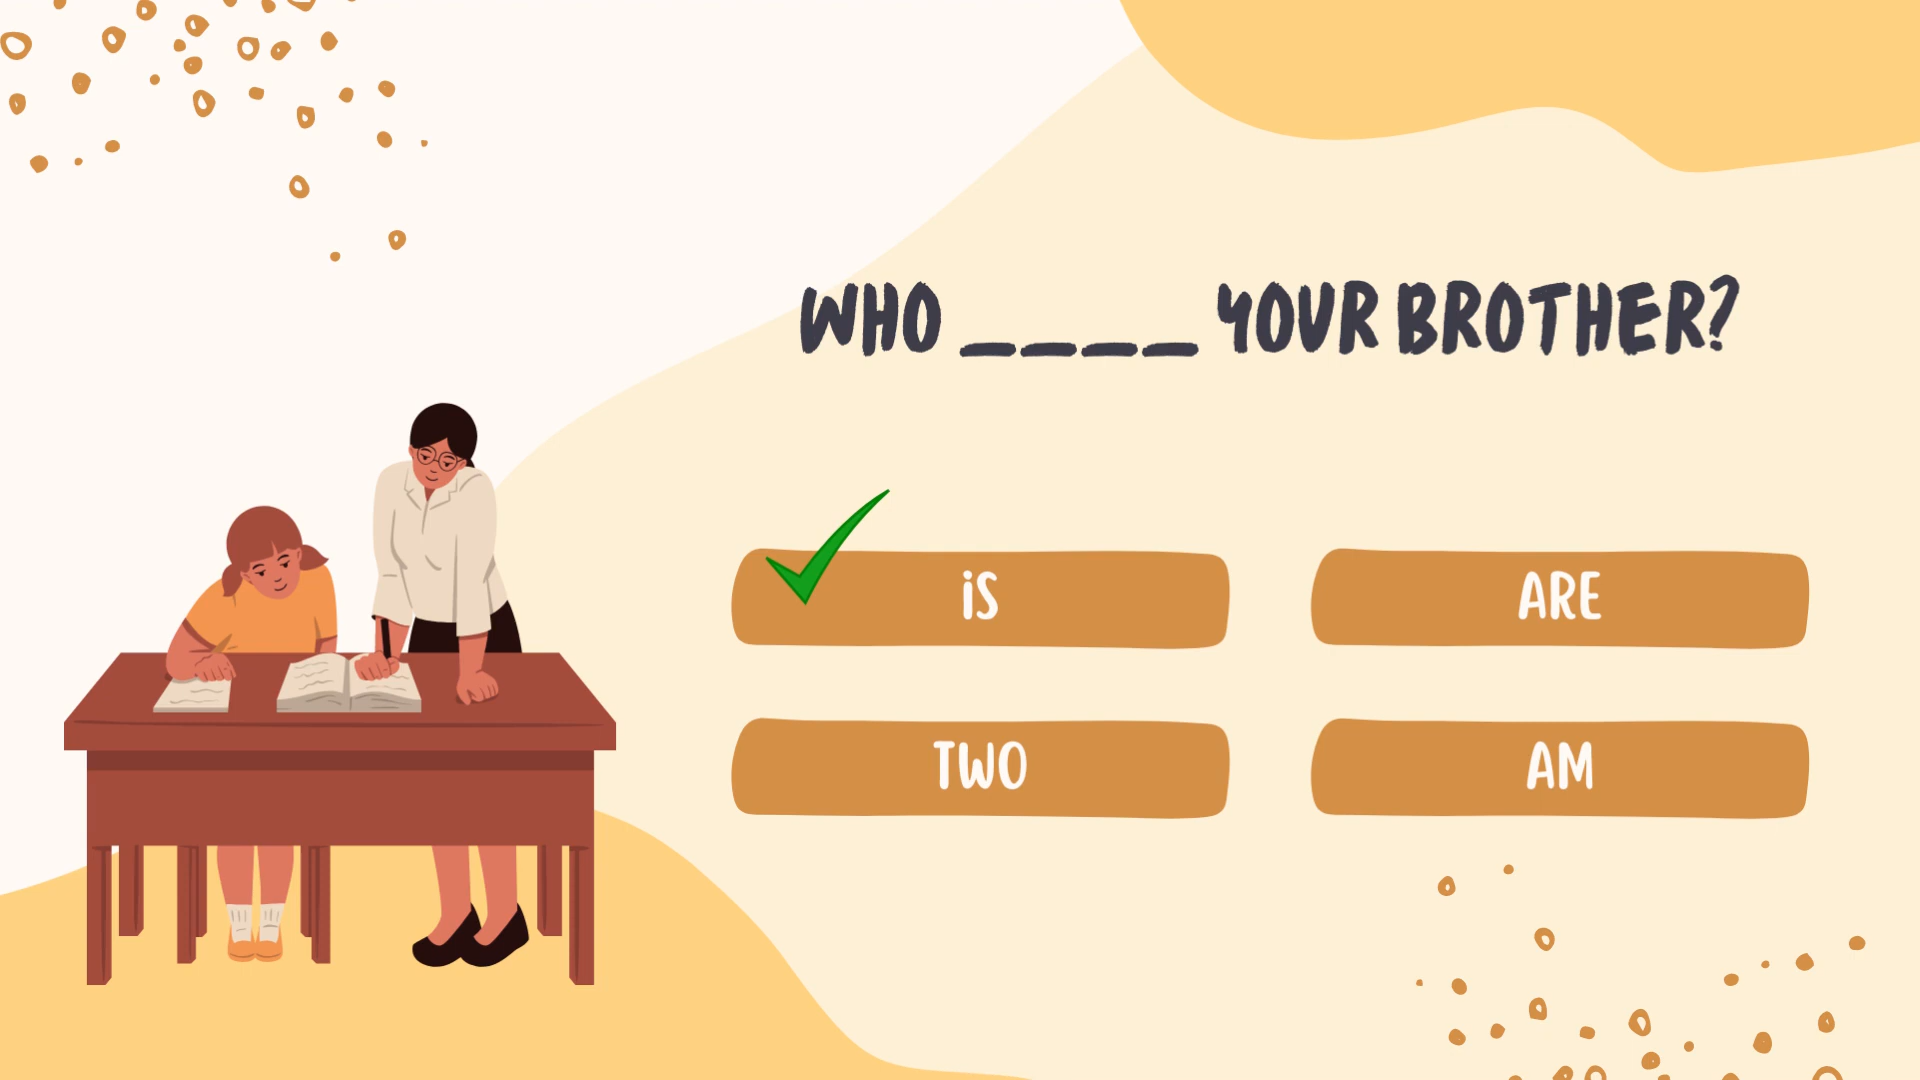 WHO ____ YOUR BROTHER?
iS
ARE
TWO
AM